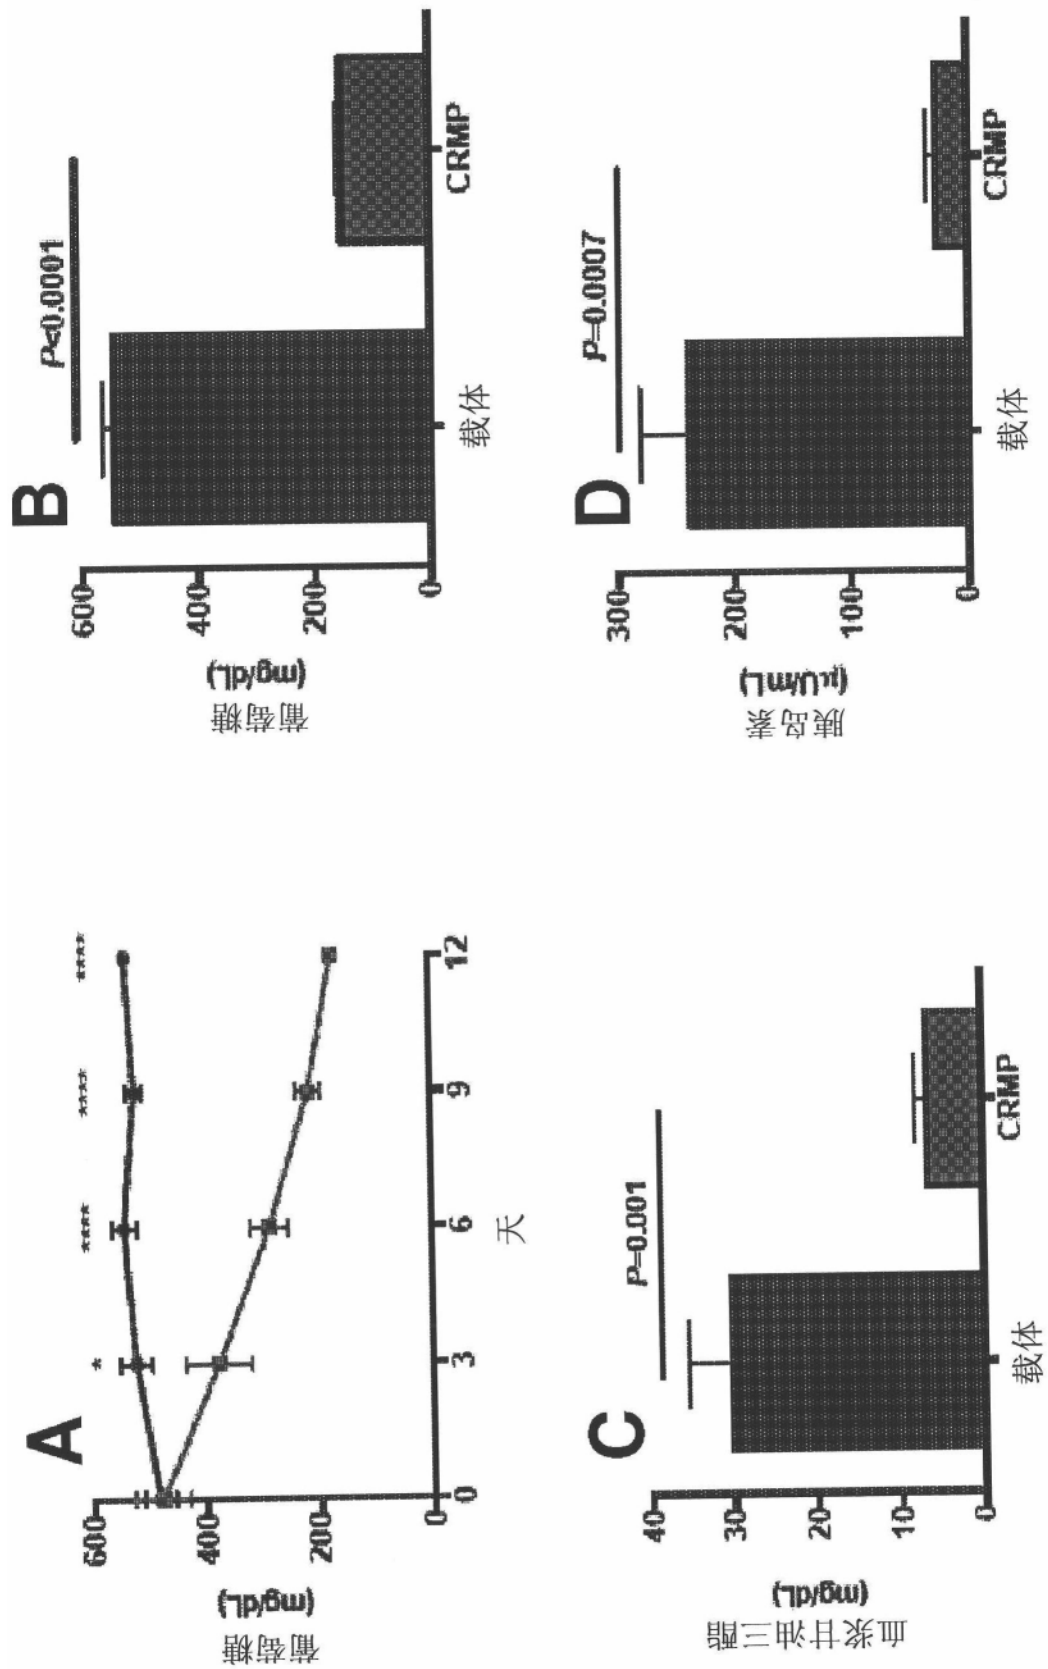 A
****
****
****
*
600
400
200
0
葡萄糖
(mg/dL)
0
3
6
9
12
天
B
P<0.0001
600
400
200
0
葡萄糖
(mg/dL)
载体
CRMP
C
P=0.001
40
30
20
10
0
血浆甘油三酯
(mg/dL)
载体
CRMP
D
P=0.0007
300
200
100
0
胰岛素
(μU/mL)
载体
CRMP